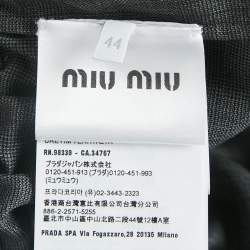 44
miu miu
RN.98339 - CA.34767
プラダジャパン株式会社
0120-451-913 (プラダ) 0120-451-993
(ミュウミュウ)
프라다코리아 (유) 02-3443-2323
香港商台灣普比有限公司台灣分公司
886-2-2571-5255
臺北市中山區中山北路二段44號12樓
PRADA SPA Via Fogazzaro, 28 20135 Milano